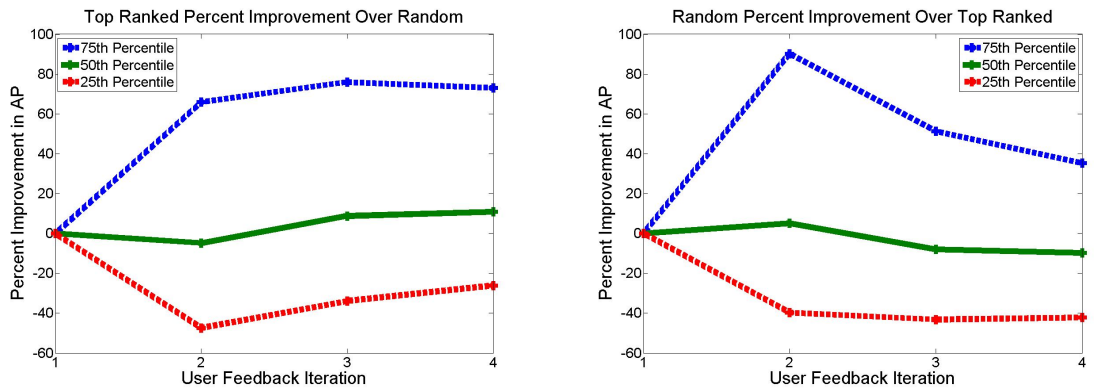 Top Ranked Percent Improvement Over Random
Percent Improvement in AP
100
80
60
40
20
0
-20
-40
-60
75th Percentile
50th Percentile
25th Percentile
1
2
3
4
User Feedback Iteration
Random Percent Improvement Over Top Ranked
Percent Improvement in AP
100
80
60
40
20
0
-20
-40
-60
75th Percentile
50th Percentile
25th Percentile
1
2
3
4
User Feedback Iteration